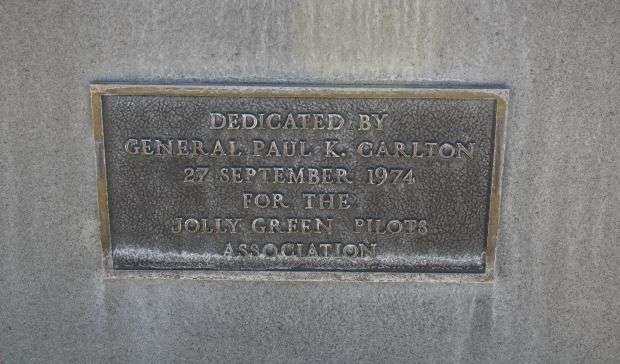 DEDICATED BY
GENERAL PAUL K. CARLTON
27 SEPTEMBER 1974
FOR THE
JOLLY GREEN PILOTS
ASSOCIATION